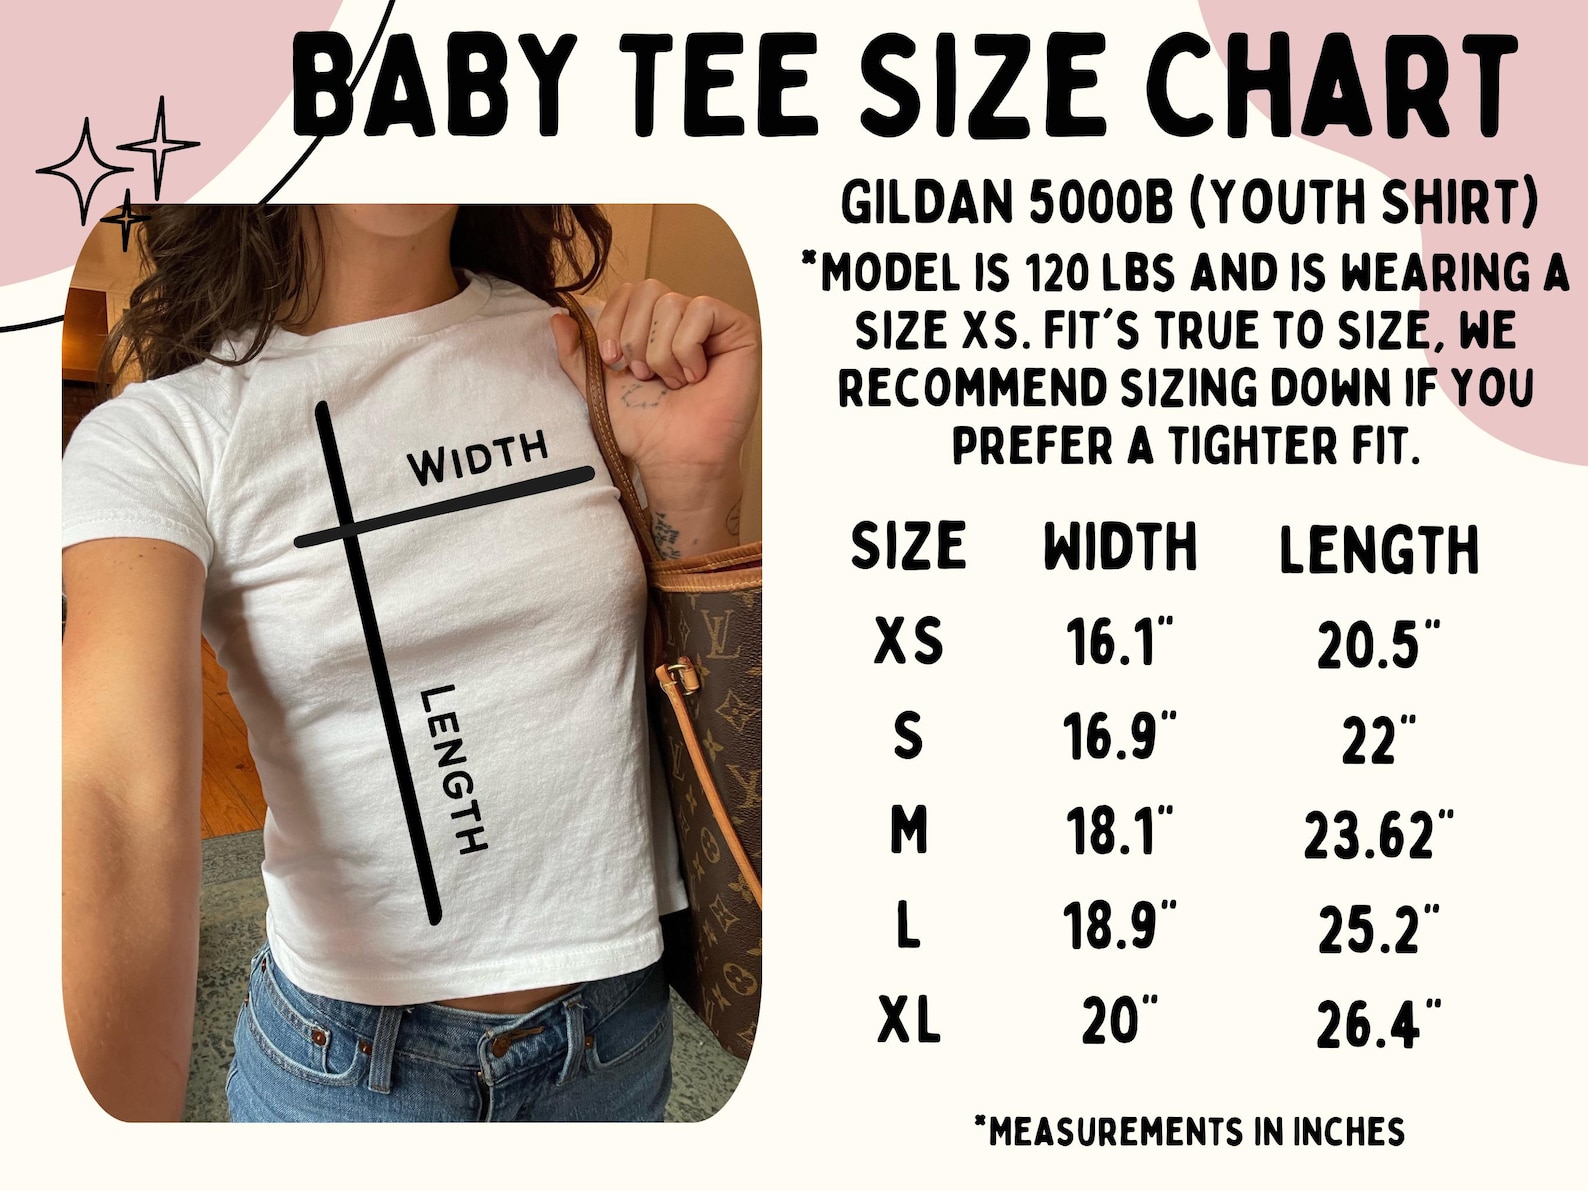 BABY TEE SIZE CHART
GILDAN 5000B (YOUTH SHIRT)
*MODEL IS 120 LBS AND IS WEARING A
SIZE XS. FIT'S TRUE TO SIZE, WE
RECOMMEND SIZING DOWN IF YOU
PREFER A TIGHTER FIT.
WIDTH
LENGTH
SIZE WIDTH LENGTH
XS 16.1" 20.5"
S 16.9" 22"
M 18.1" 23.62"
L 18.9" 25.2"
XL 20" 26.4"
*MEASUREMENTS IN INCHES